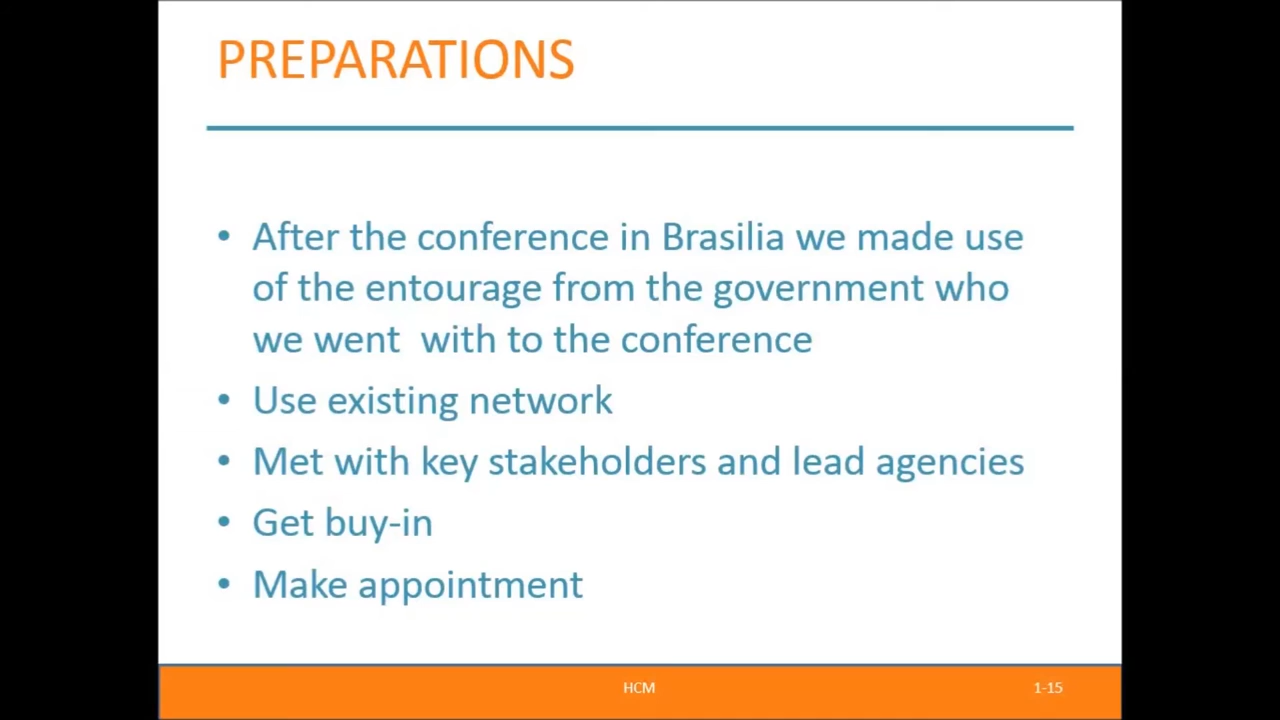 PREPARATIONS
• After the conference in Brasilia we made use
of the entourage from the government who
we went  with to the conference
• Use existing network
• Met with key stakeholders and lead agencies
• Get buy-in
• Make appointment
HCM
1-15